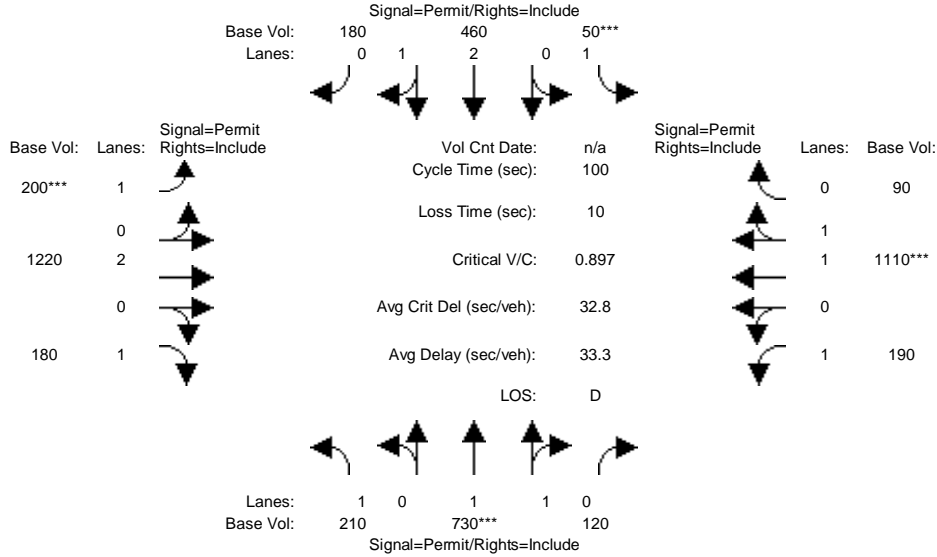 Signal=Permit/Rights=Include
Base Vol: 180 460 50***
Lanes: 0 1 2 0 1
Signal=Permit
Base Vol: Lanes: Rights=Include
Vol Cnt Date: n/a
Signal=Permit
Rights=Include Lanes: Base Vol:
Cycle Time (sec): 100
200*** 1
0 90
Loss Time (sec): 10
0
1
1220 2
Critical V/C: 0.897
1 1110***
0
Avg Crit Del (sec/veh): 32.8
0
180 1
Avg Delay (sec/veh): 33.3
1 190
LOS: D
Lanes: 1 0 1 1 0
Base Vol: 210 730*** 120
Signal=Permit/Rights=Include